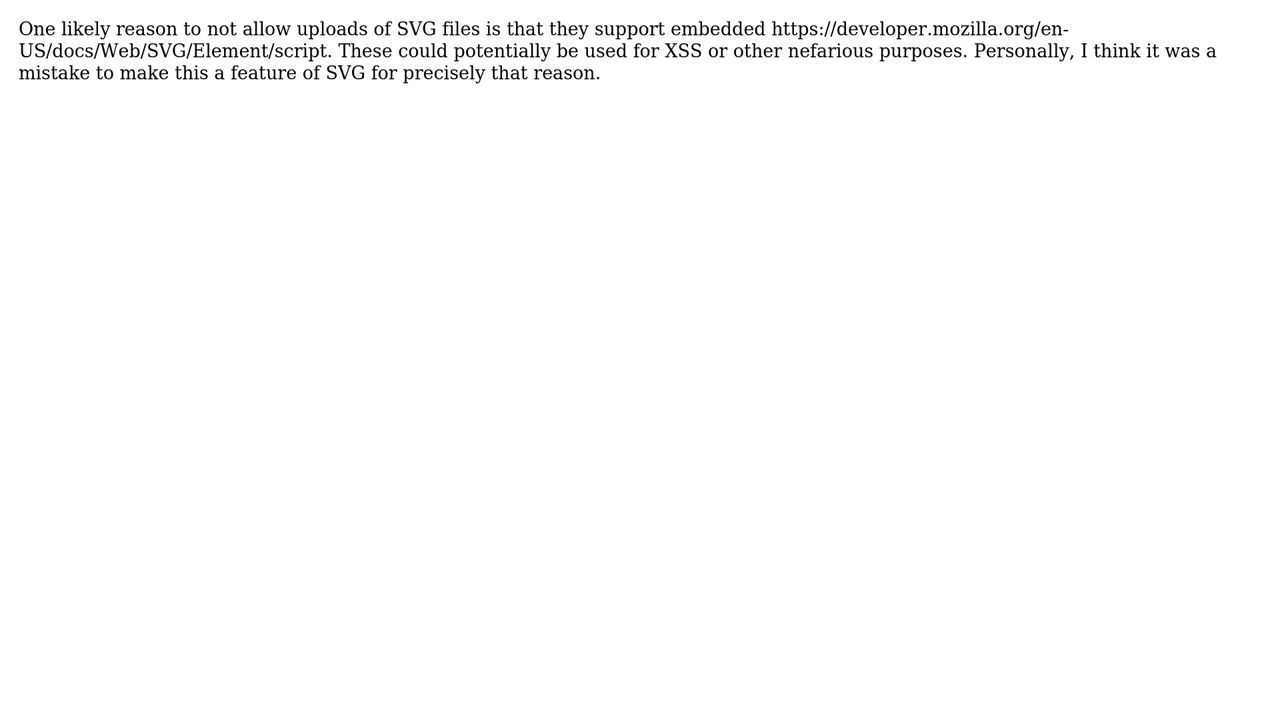 One likely reason to not allow uploads of SVG files is that they support embedded https://developer.mozilla.org/en-
US/docs/Web/SVG/Element/script. These could potentially be used for XSS or other nefarious purposes. Personally, I think it was a
mistake to make this a feature of SVG for precisely that reason.